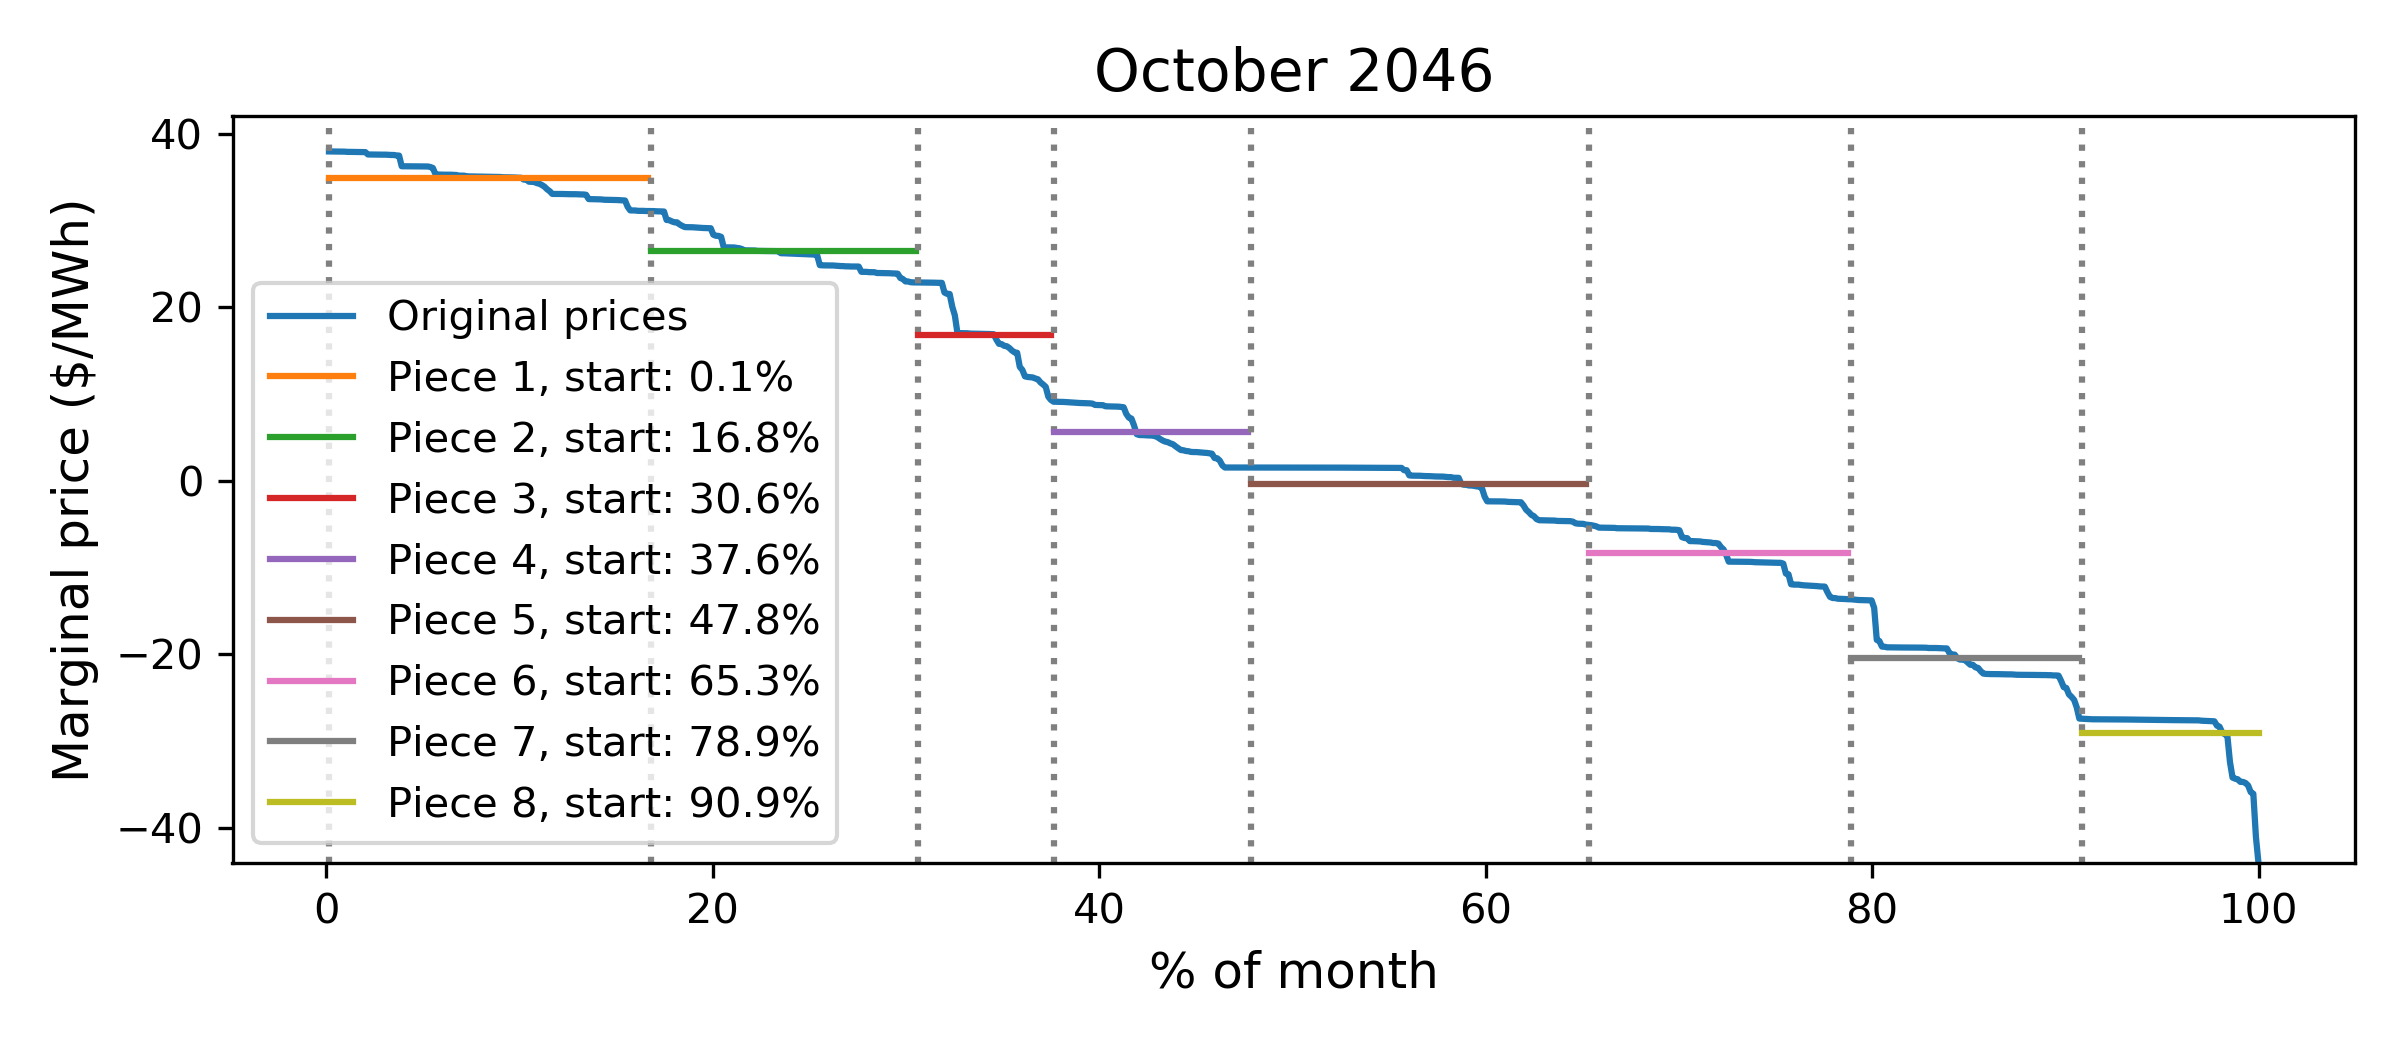 October 2046
Marginal price ($/MWh)
40
20
0
−20
−40
Original prices
Piece 1, start: 0.1%
Piece 2, start: 16.8%
Piece 3, start: 30.6%
Piece 4, start: 37.6%
Piece 5, start: 47.8%
Piece 6, start: 65.3%
Piece 7, start: 78.9%
Piece 8, start: 90.9%
0 20 40 60 80 100
% of month